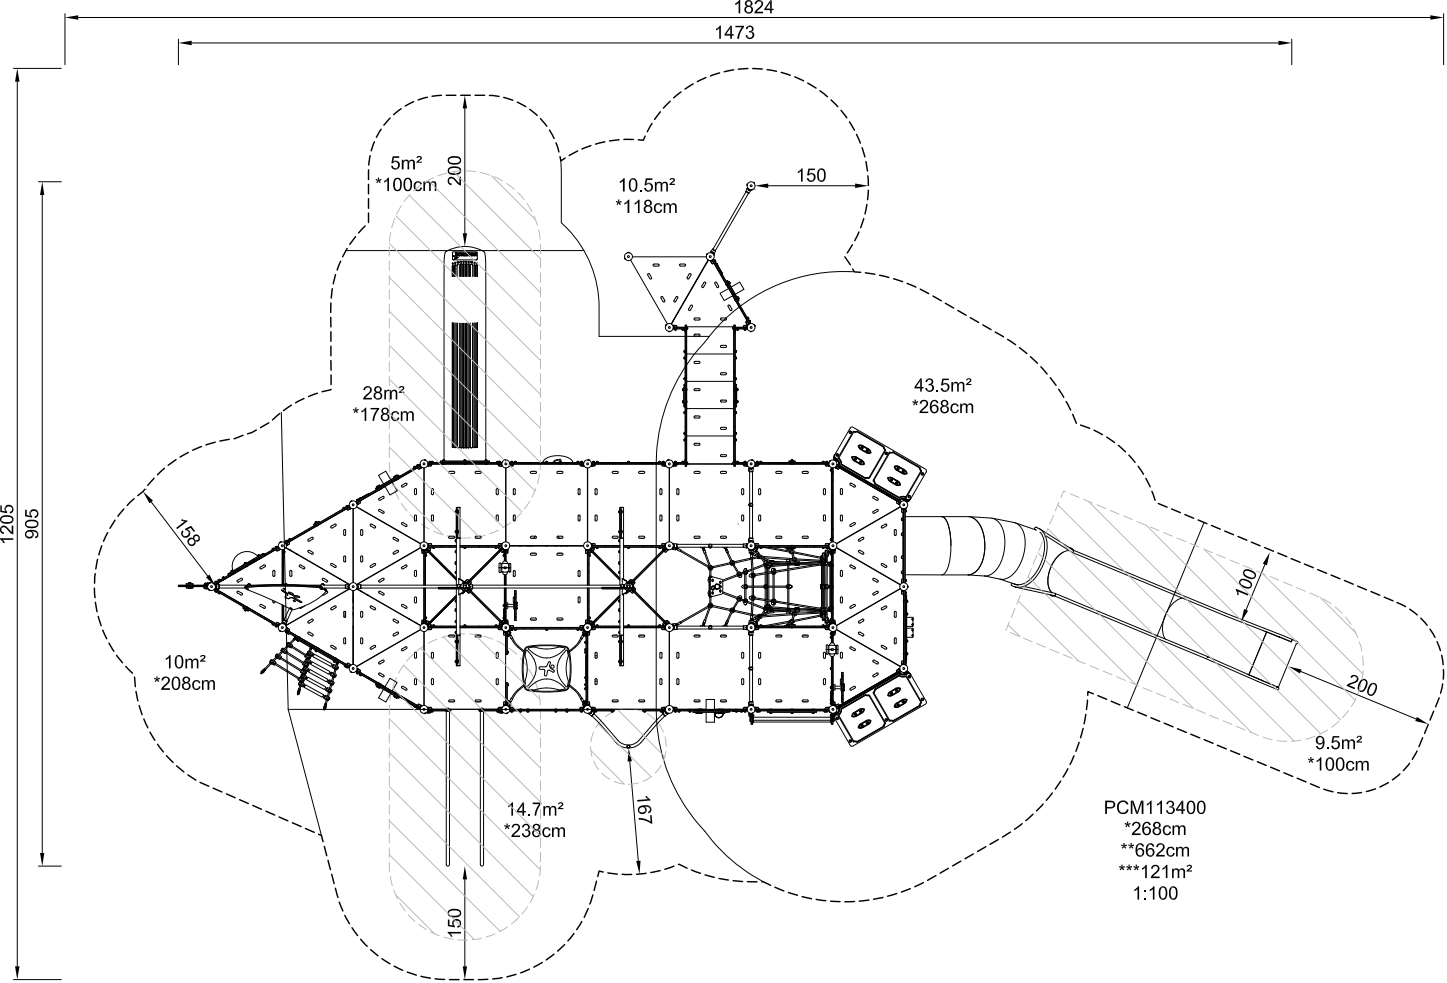 1824
1473
5m²
*100cm
200
10.5m²
*118cm
150
28m²
*178cm
43.5m²
*268cm
1205
905
158
100
10m²
*208cm
200
9.5m²
*100cm
14.7m²
*238cm
167
150
PCM113400
*268cm
**662cm
***121m²
1:100